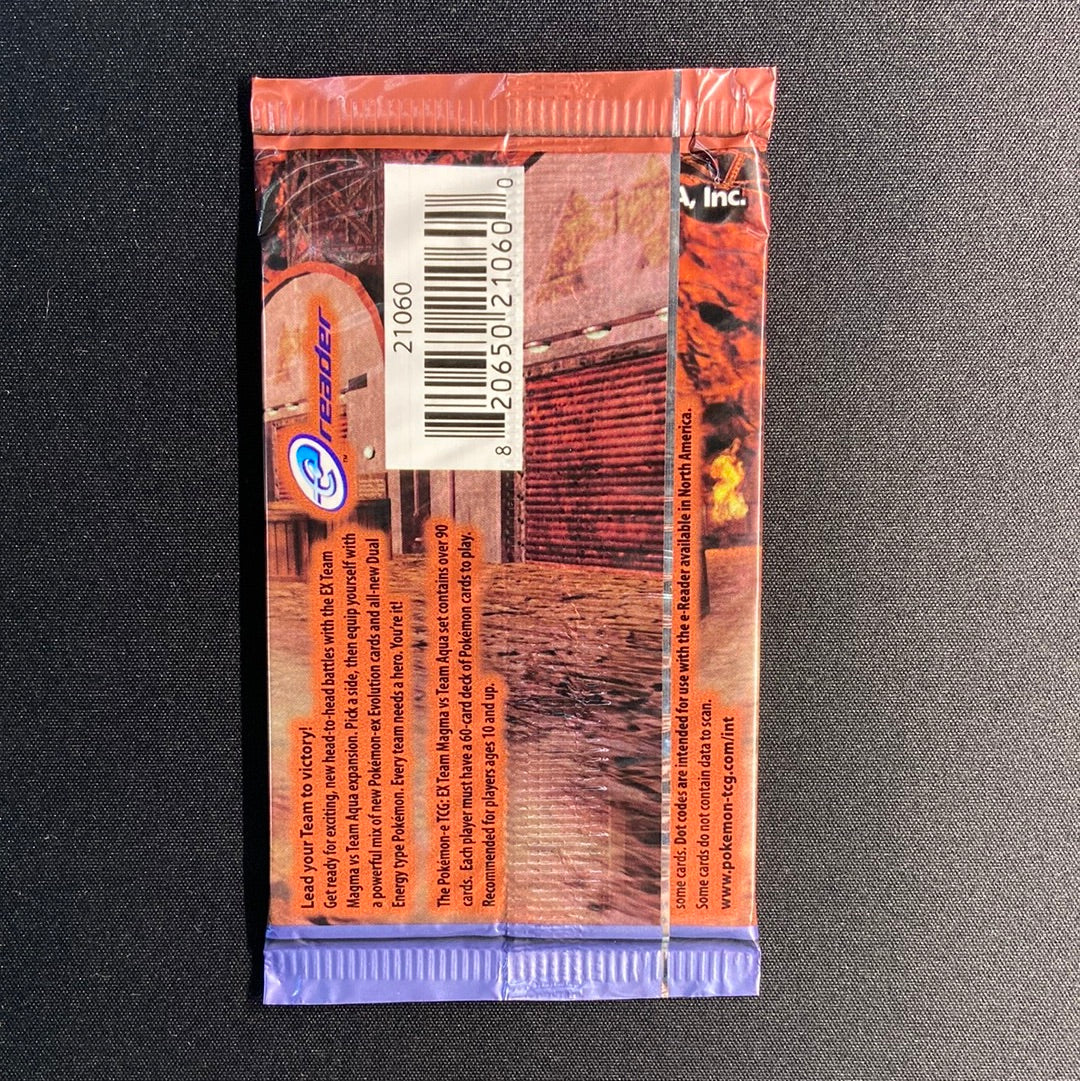 A, Inc.
e reader
TM
21060
8 20650 21060 0
Lead your Team to victory!
Get ready for exciting, new head-to-head battles with the EX Team
Magma vs Team Aqua expansion. Pick a side, then equip yourself with
a powerful mix of new Pokemon-ex Evolution cards and all-new Dual
Energy type Pokémon. Every team needs a hero. You're it!
The Pokémon-e TCG: EX Team Magma vs Team Aqua set contains over 90
cards. Each player must have a 60-card deck of Pokémon cards to play.
Recommended for players ages 10 and up.
some cards. Dot codes are intended for use with the e-Reader available in North America.
Some cards do not contain data to scan.
www.pokemon-tcg.com/int